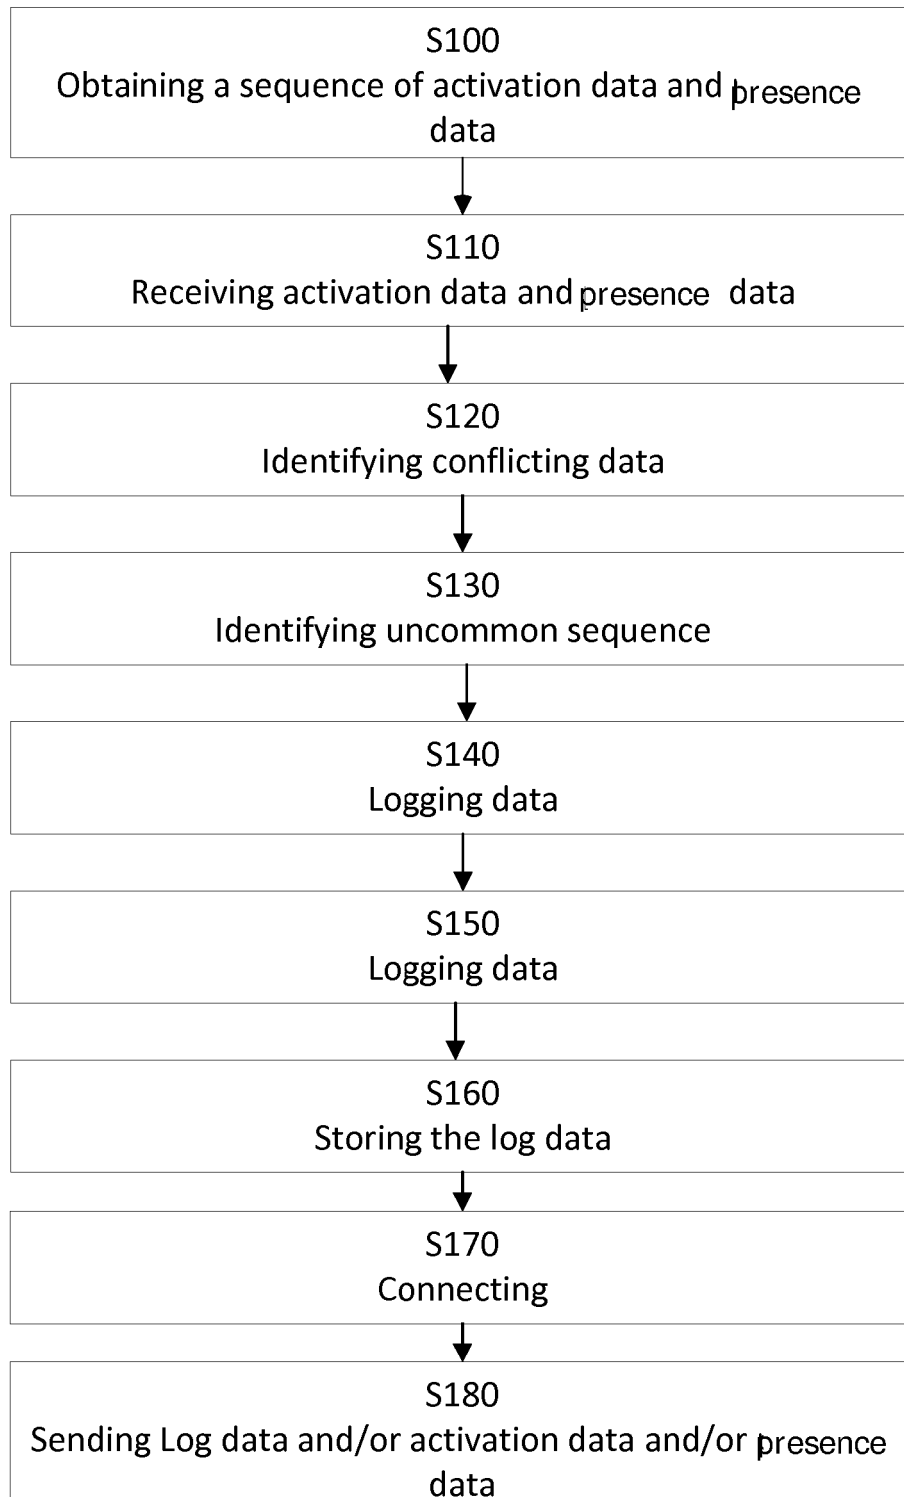 S100
Obtaining a sequence of activation data and presence
data
S110
Receiving activation data and presence data
S120
Identifying conflicting data
S130
Identifying uncommon sequence
S140
Logging data
S150
Logging data
S160
Storing the log data
S170
Connecting
S180
Sending Log data and/or activation data and/or presence
data